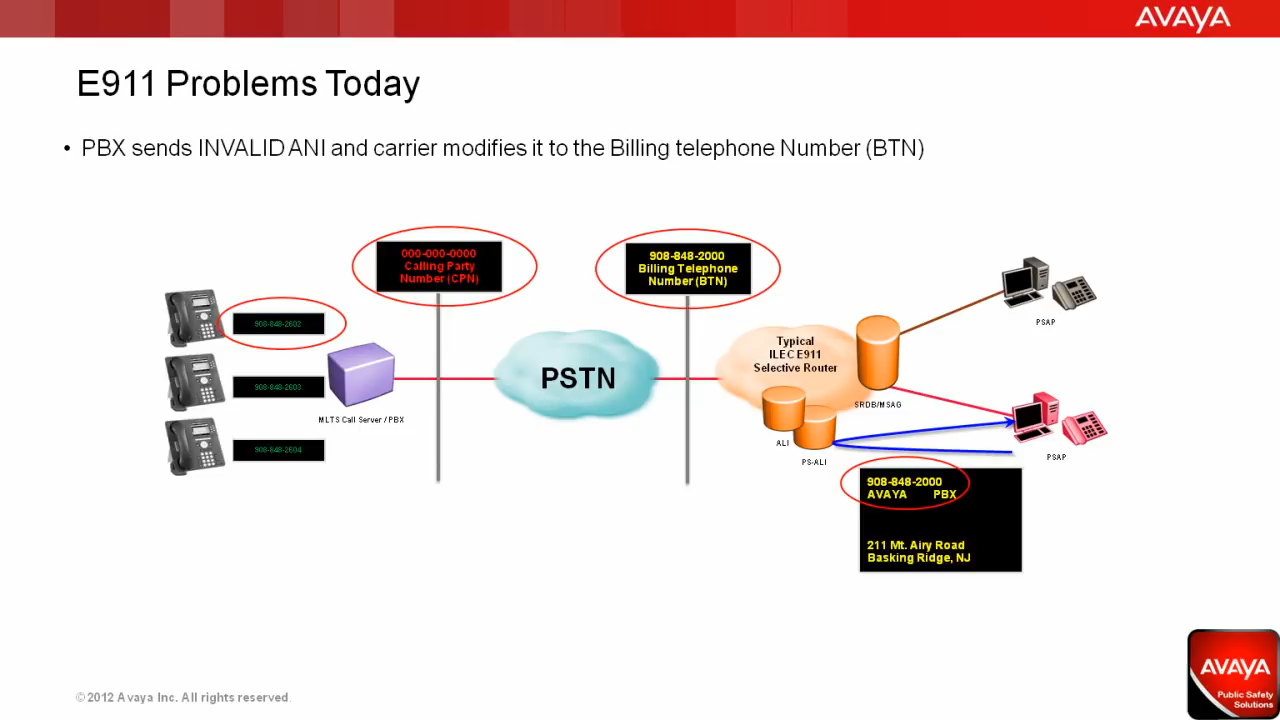 AVAYA
E911 Problems Today
• PBX sends INVALID ANI and carrier modifies it to the Billing telephone Number (BTN)
000-000-0000
Calling Party
Number (CPN)
908-848-2000
Billing Telephone
Number (BTN)
908-848-2602
908-848-2603
908-848-2604
MLTS Call Server / PBX
PSTN
Typical
ILEC E911
Selective Router
SRDB/MSAG
ALI
PS-ALI
PSAP
PSAP
908-848-2000
AVAYA PBX
211 Mt. Airy Road
Basking Ridge, NJ
© 2012 Avaya Inc. All rights reserved.
AVAYA
Public Safety
Solutions